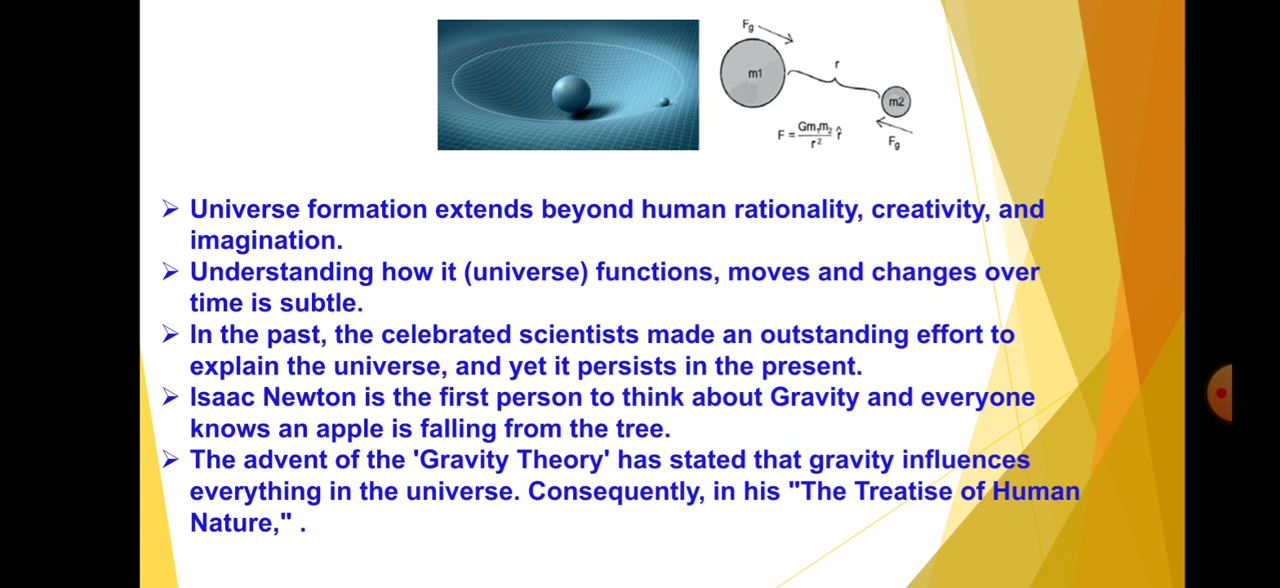 Fg
m1
r
m2
F = Gm₁m₂ r̂
r²
Fg
➢ Universe formation extends beyond human rationality, creativity, and
imagination.
➢ Understanding how it (universe) functions, moves and changes over
time is subtle.
➢ In the past, the celebrated scientists made an outstanding effort to
explain the universe, and yet it persists in the present.
➢ Isaac Newton is the first person to think about Gravity and everyone
knows an apple is falling from the tree.
➢ The advent of the 'Gravity Theory' has stated that gravity influences
everything in the universe. Consequently, in his "The Treatise of Human
Nature," .